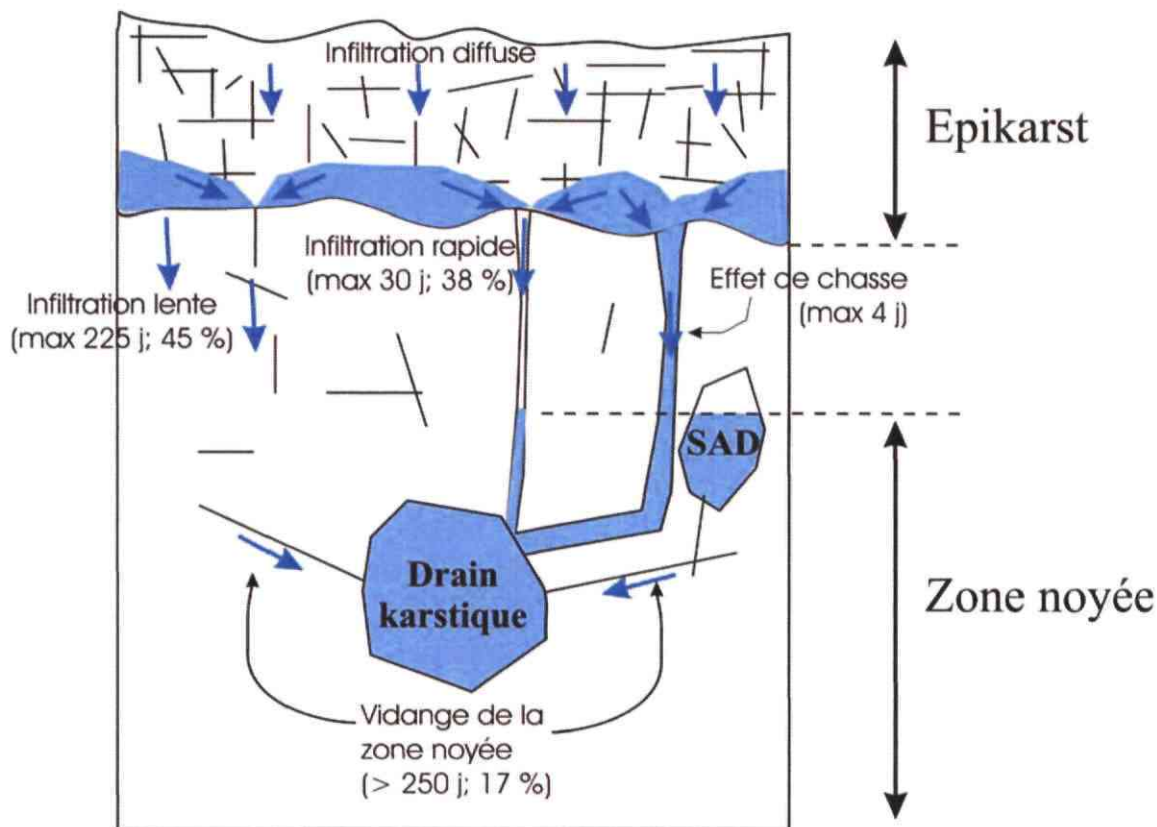 Infiltration diffuse
Epikarst
Infiltration rapide
(max 30 j; 38 %)
Effet de chasse
(max 4 j)
Infiltration lente
(max 225 j; 45 %)
SAD
Drain
karstique
Zone noyée
Vidange de la
zone noyée
(> 250 j; 17 %)